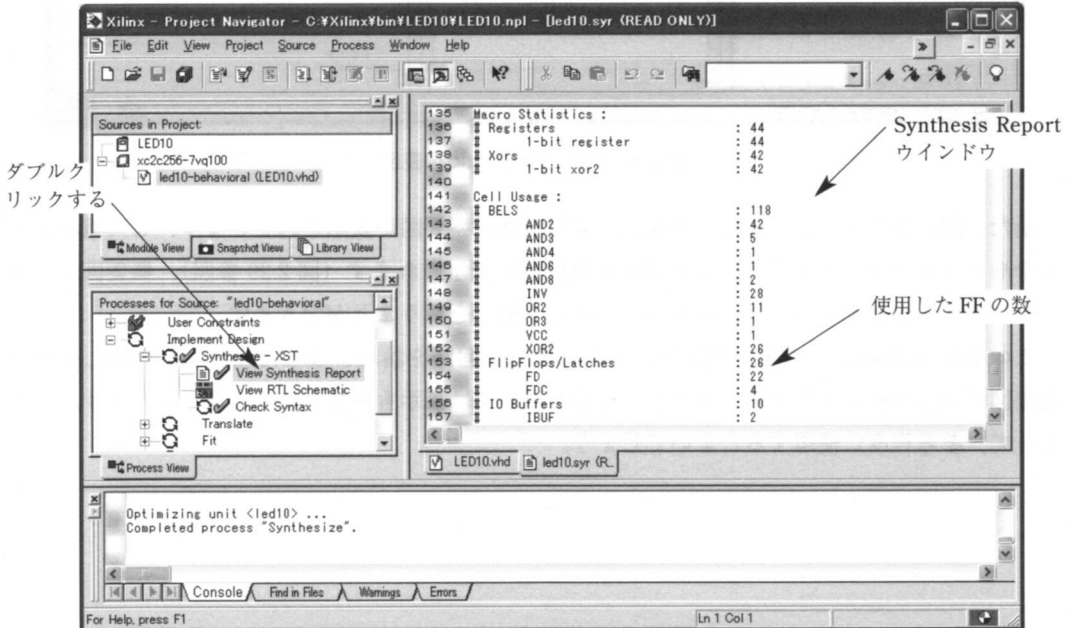 Xilinx - Project Navigator - C:¥Xilinx¥bin¥LED10¥LED10.npl - [led10.syr (READ ONLY)]
File Edit View Project Source Process Window Help
Sources in Project:
LED10
xc2c256-7vq100
led10-behavioral (LED10.vhd)
Module View Snapshot View Library View
ダブルク
リックする
Processes for Source: "led10-behavioral"
User Constraints
Implement Design
Synthesize - XST
View Synthesis Report
View RTL Schematic
Check Syntax
Translate
Fit
Process View
135 Macro Statistics :
136 # Registers : 44
137 # 1-bit register : 44
138 # Xors : 42
139 # 1-bit xor2 : 42
140
141 Cell Usage :
142 # BELS : 118
143 # AND2 : 42
144 # AND3 : 5
145 # AND4 : 1
146 # AND6 : 1
147 # AND8 : 2
148 # INV : 28
149 # OR2 : 11
150 # OR3 : 1
151 # VCC : 1
152 # XOR2 : 26
153 # FlipFlops/Latches : 26
154 # FD : 22
155 # FDC : 4
156 # IO Buffers : 10
157 # IBUF : 2
Synthesis Report
ウインドウ
使用した FF の数
LED10.vhd led10.syr (R...
Optimizing unit <led10> ...
Completed process "Synthesize".
Console Find in Files Warnings Errors
For Help, press F1 Ln 1 Col 1